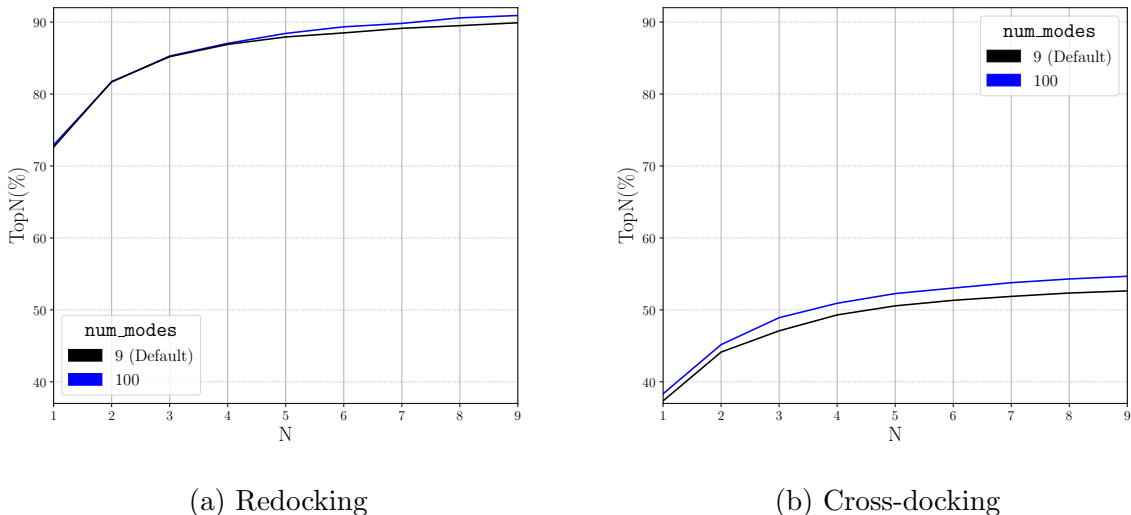 90
80
70
60
50
40
TopN(%)
num_modes
9 (Default)
100
1 2 3 4 5 6 7 8 9
N
(a) Redocking
90
80
70
60
50
40
TopN(%)
num_modes
9 (Default)
100
1 2 3 4 5 6 7 8 9
N
(b) Cross-docking